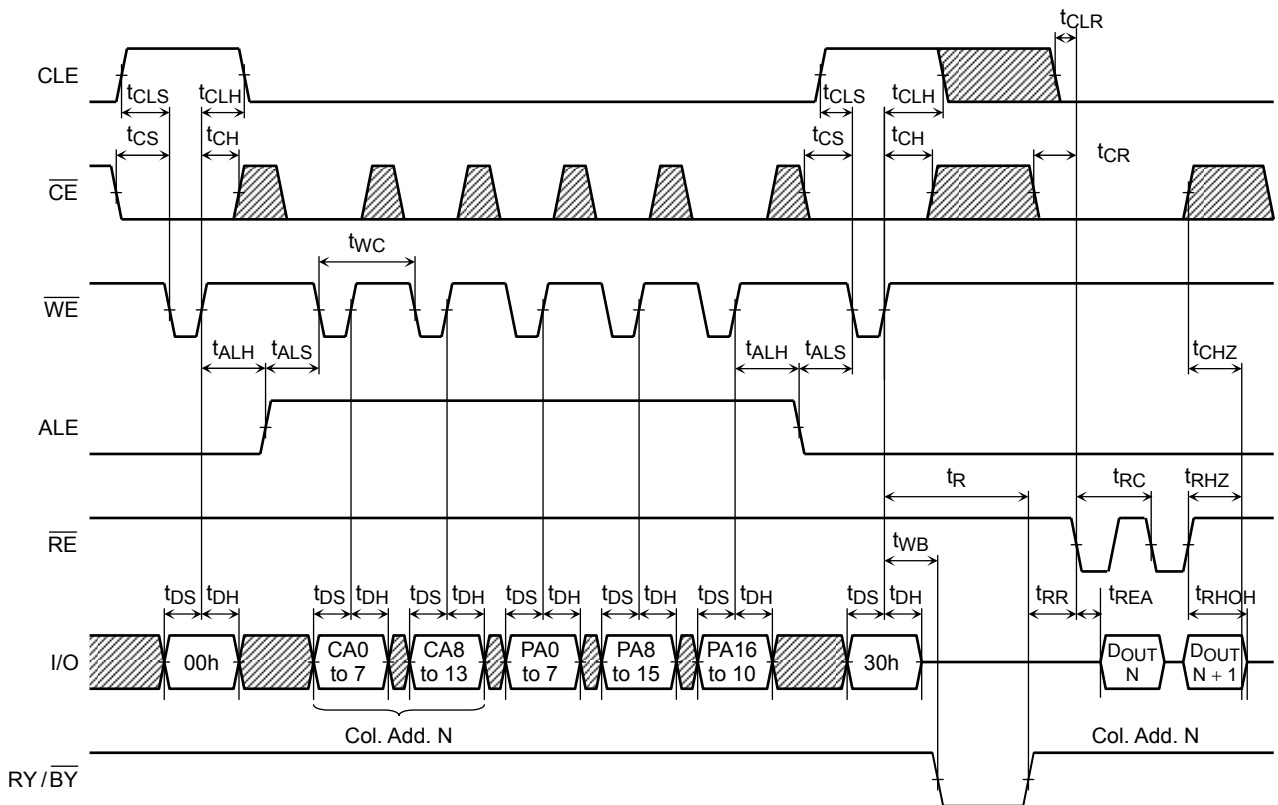 tCLR
CLE
tCLS tCLH tCLS tCLH
tCS tCH tCS tCH tCR
CE
tWC
WE
tALH tALS tALH tALS tCHZ
ALE
tR tRC tRHZ
RE
tWB
tDS tDH tDS tDH tDS tDH tDS tDH tDS tDH tDS tDH tDS tDH tRR tREA tRHOH
I/O
00h
CA0
to 7
CA8
to 13
PA0
to 7
PA8
to 15
PA16
to 10
30h
DOUT
N
DOUT
N + 1
Col. Add. N Col. Add. N
RY/BY